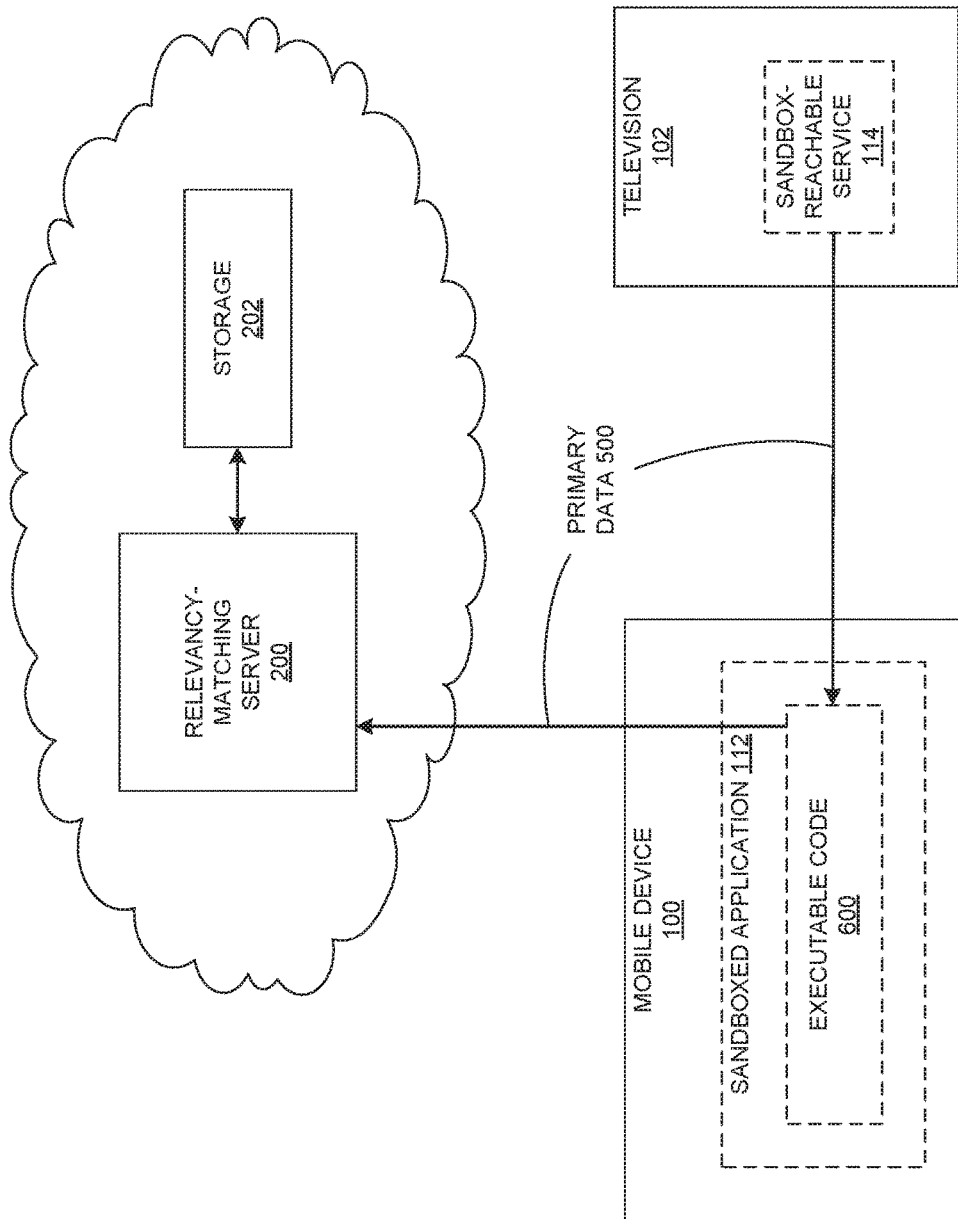 RELEVANCY-
MATCHING
SERVER
200
STORAGE
202
PRIMARY
DATA 500
MOBILE DEVICE
100
SANDBOXED APPLICATION 112
EXECUTABLE CODE
600
TELEVISION
102
SANDBOX-
REACHABLE
SERVICE
114